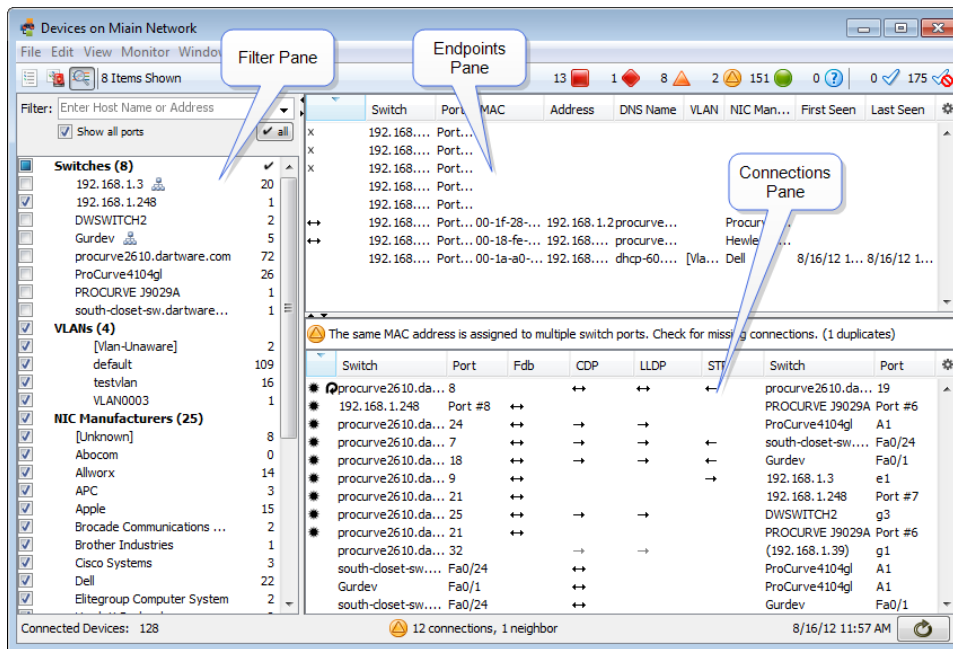 Devices on Miain Network
File Edit View Monitor Window
8 Items Shown
13 1 8 2 151 0 0 175
Filter Pane
Endpoints Pane
Connections Pane
Filter: Enter Host Name or Address
Show all ports all
Switches (8)
192.168.1.3 20
192.168.1.248 1
DWSWITCH2 2
Gurdev 5
procurve2610.dartware.com 72
ProCurve4104gl 26
PROCURVE J9029A 1
south-closet-sw.dartware... 1
VLANs (4)
[Vlan-Unaware] 2
default 109
testvlan 16
VLAN0003 1
NIC Manufacturers (25)
[Unknown] 8
Abocom 0
Allworx 14
APC 3
Apple 15
Brocade Communications ... 2
Brother Industries 1
Cisco Systems 3
Dell 22
Elitegroup Computer System 2
Switch Port MAC Address DNS Name VLAN NIC Man... First Seen Last Seen
x 192.168.... Port...
x 192.168.... Port...
x 192.168.... Port...
192.168.... Port...
192.168.... Port...
↔ 192.168.... Port... 00-1f-28-... 192.168.1.2 procurve... Procurv...
↔ 192.168.... Port... 00-18-fe-... 192.168.... procurve... Hewle...
192.168.... Port... 00-1a-a0-... 192.168.... dhcp-60.... [Vla... Dell 8/16/12 1... 8/16/12 1...
The same MAC address is assigned to multiple switch ports. Check for missing connections. (1 duplicates)
Switch Port Fdb CDP LLDP STP Switch Port
procurve2610.da... 8 ↔ ↔ ← procurve2610.da... 19
192.168.1.248 Port #8 ↔ PROCURVE J9029A Port #6
procurve2610.da... 24 ↔ → → ProCurve4104gl A1
procurve2610.da... 7 ↔ → → ← south-closet-sw.... Fa0/24
procurve2610.da... 18 ↔ → → ← Gurdev Fa0/1
procurve2610.da... 9 ↔ → 192.168.1.3 e1
procurve2610.da... 21 ↔ 192.168.1.248 Port #7
procurve2610.da... 25 ↔ → → DWSWITCH2 g3
procurve2610.da... 21 ↔ PROCURVE J9029A Port #6
procurve2610.da... 32 → → (192.168.1.39) g1
south-closet-sw.... Fa0/24 ↔ ProCurve4104gl A1
Gurdev Fa0/1 ↔ ProCurve4104gl A1
south-closet-sw.... Fa0/24 ↔ Gurdev Fa0/1
Connected Devices: 128
12 connections, 1 neighbor
8/16/12 11:57 AM